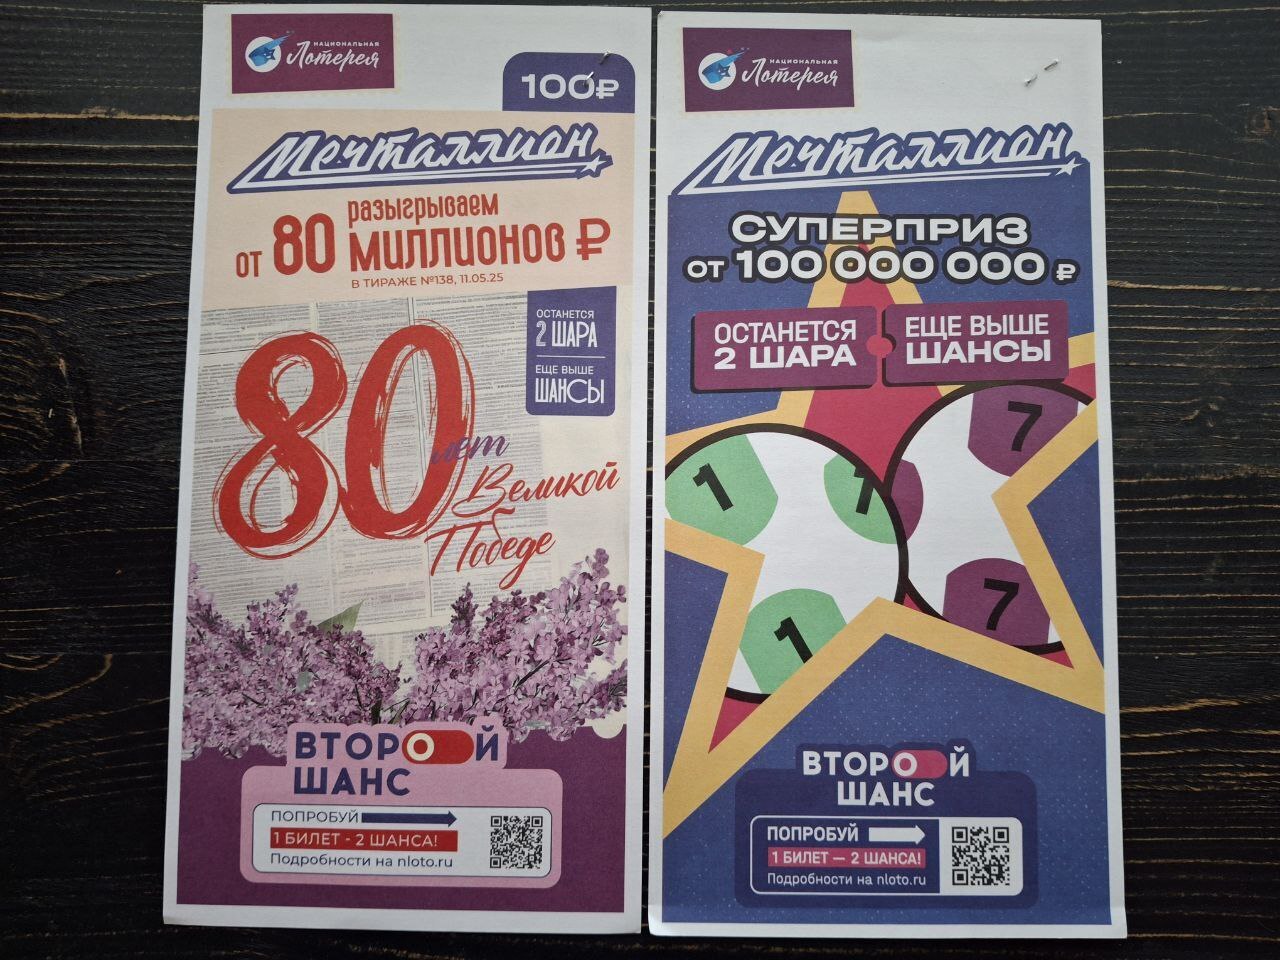 НАЦИОНАЛЬНАЯ
Лотерея
100₽
Мечталлион
разыгрываем
от 80 миллионов ₽
В ТИРАЖЕ №138, 11.05.25
ОСТАНЕТСЯ
2 ШАРА
ЕЩЕ ВЫШЕ
ШАНСЫ
80
лет
Великой
Победе
ВТОРОЙ
ШАНС
ПОПРОБУЙ
1 БИЛЕТ - 2 ШАНСА!
Подробности на nloto.ru
НАЦИОНАЛЬНАЯ
Лотерея
Мечталлион
СУПЕРПРИЗ
ОТ 100 000 000 ₽
ОСТАНЕТСЯ
2 ШАРА
ЕЩЕ ВЫШЕ
ШАНСЫ
7
1
1
7
1
ВТОРОЙ
ШАНС
ПОПРОБУЙ
1 БИЛЕТ — 2 ШАНСА!
Подробности на nloto.ru